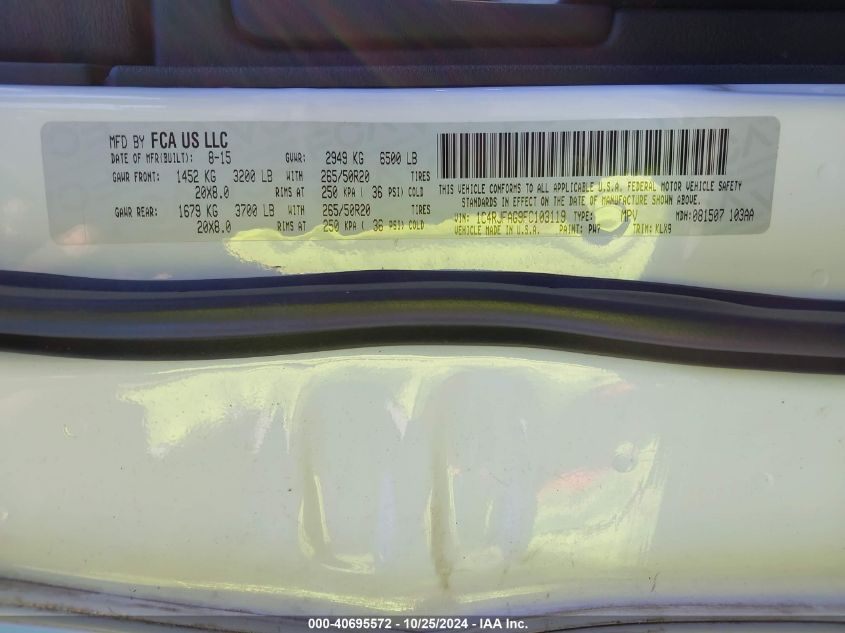 MFD BY FCA US LLC
DATE OF MFR(BUILT): 8-15 GVWR: 2949 KG 6500 LB
GAWR FRONT: 1452 KG 3200 LB WITH 265/50R20 TIRES
20X8.0 RIMS AT 250 KPA ( 36 PSI) COLD
GAWR REAR: 1679 KG 3700 LB WITH 265/50R20 TIRES
20X8.0 RIMS AT 250 KPA ( 36 PSI) COLD
THIS VEHICLE CONFORMS TO ALL APPLICABLE U.S.A. FEDERAL MOTOR VEHICLE SAFETY
STANDARDS IN EFFECT ON THE DATE OF MANUFACTURE SHOWN ABOVE.
VIN: 1C4RJFAG9FC103119 TYPE: MPV MDH: 081507 103AA
VEHICLE MADE IN U.S.A. PAINT: PW7 TRIM: KLX9
000-40695572 - 10/25/2024 - IAA Inc.